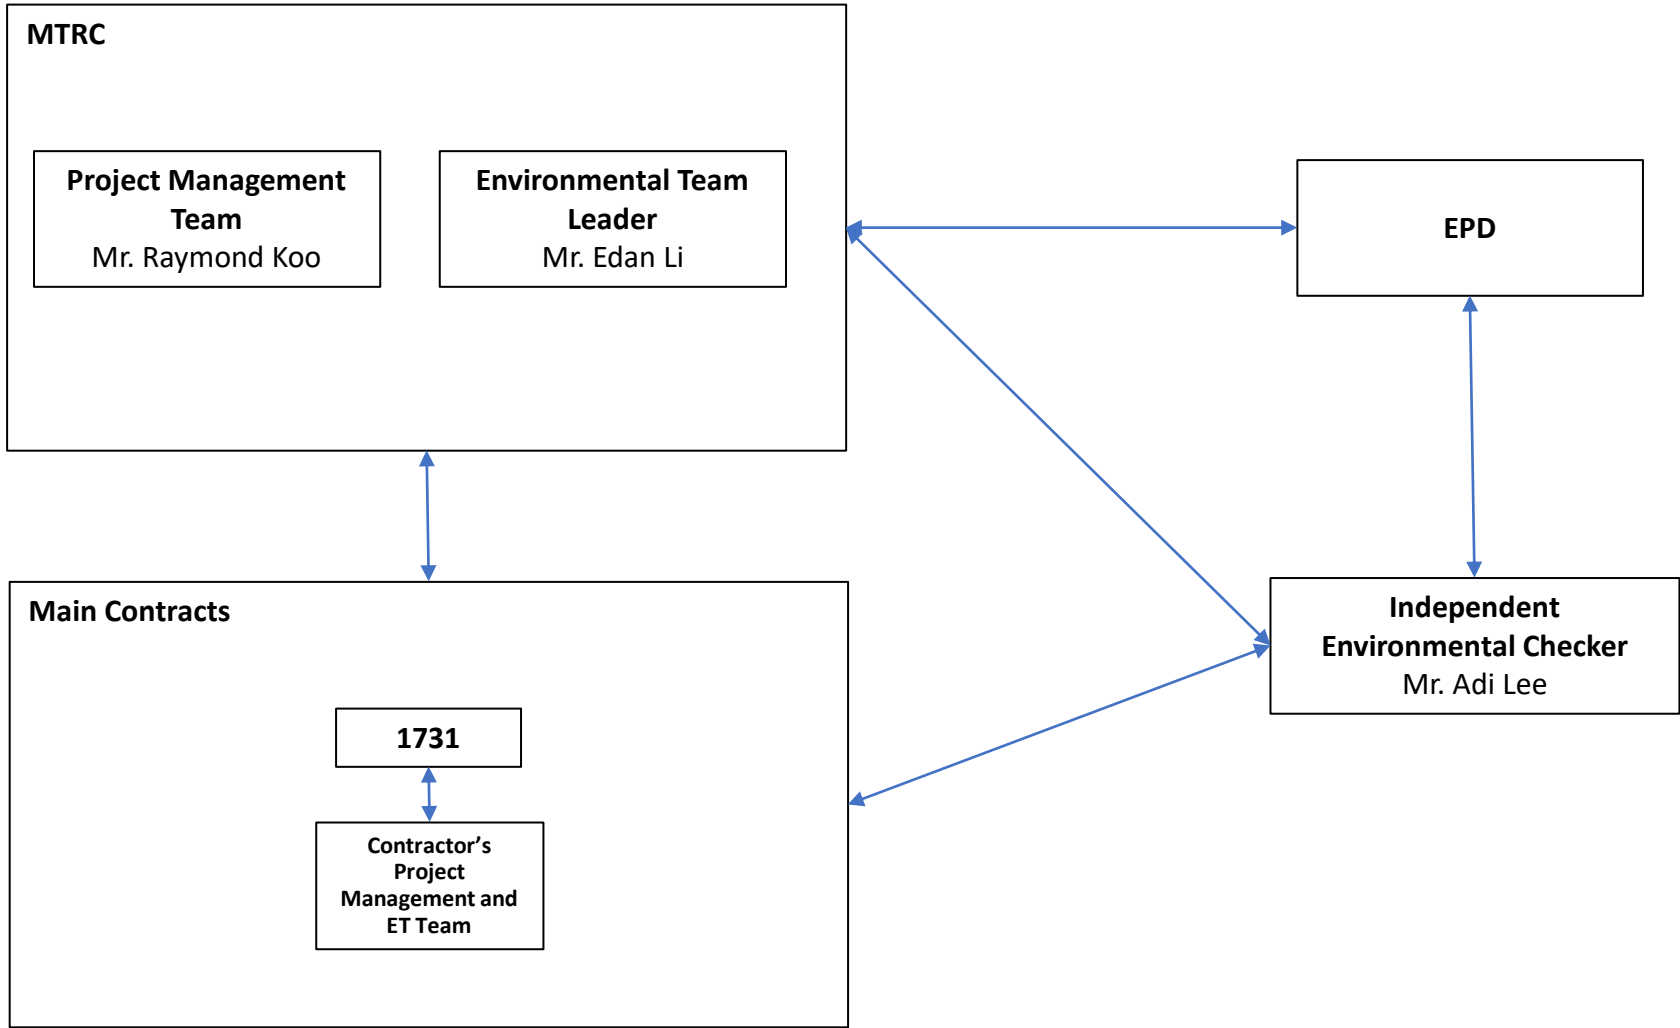 MTRC
Project Management
Team
Mr. Raymond Koo
Environmental Team
Leader
Mr. Edan Li
EPD
Main Contracts
1731
Contractor’s
Project
Management and
ET Team
Independent
Environmental Checker
Mr. Adi Lee